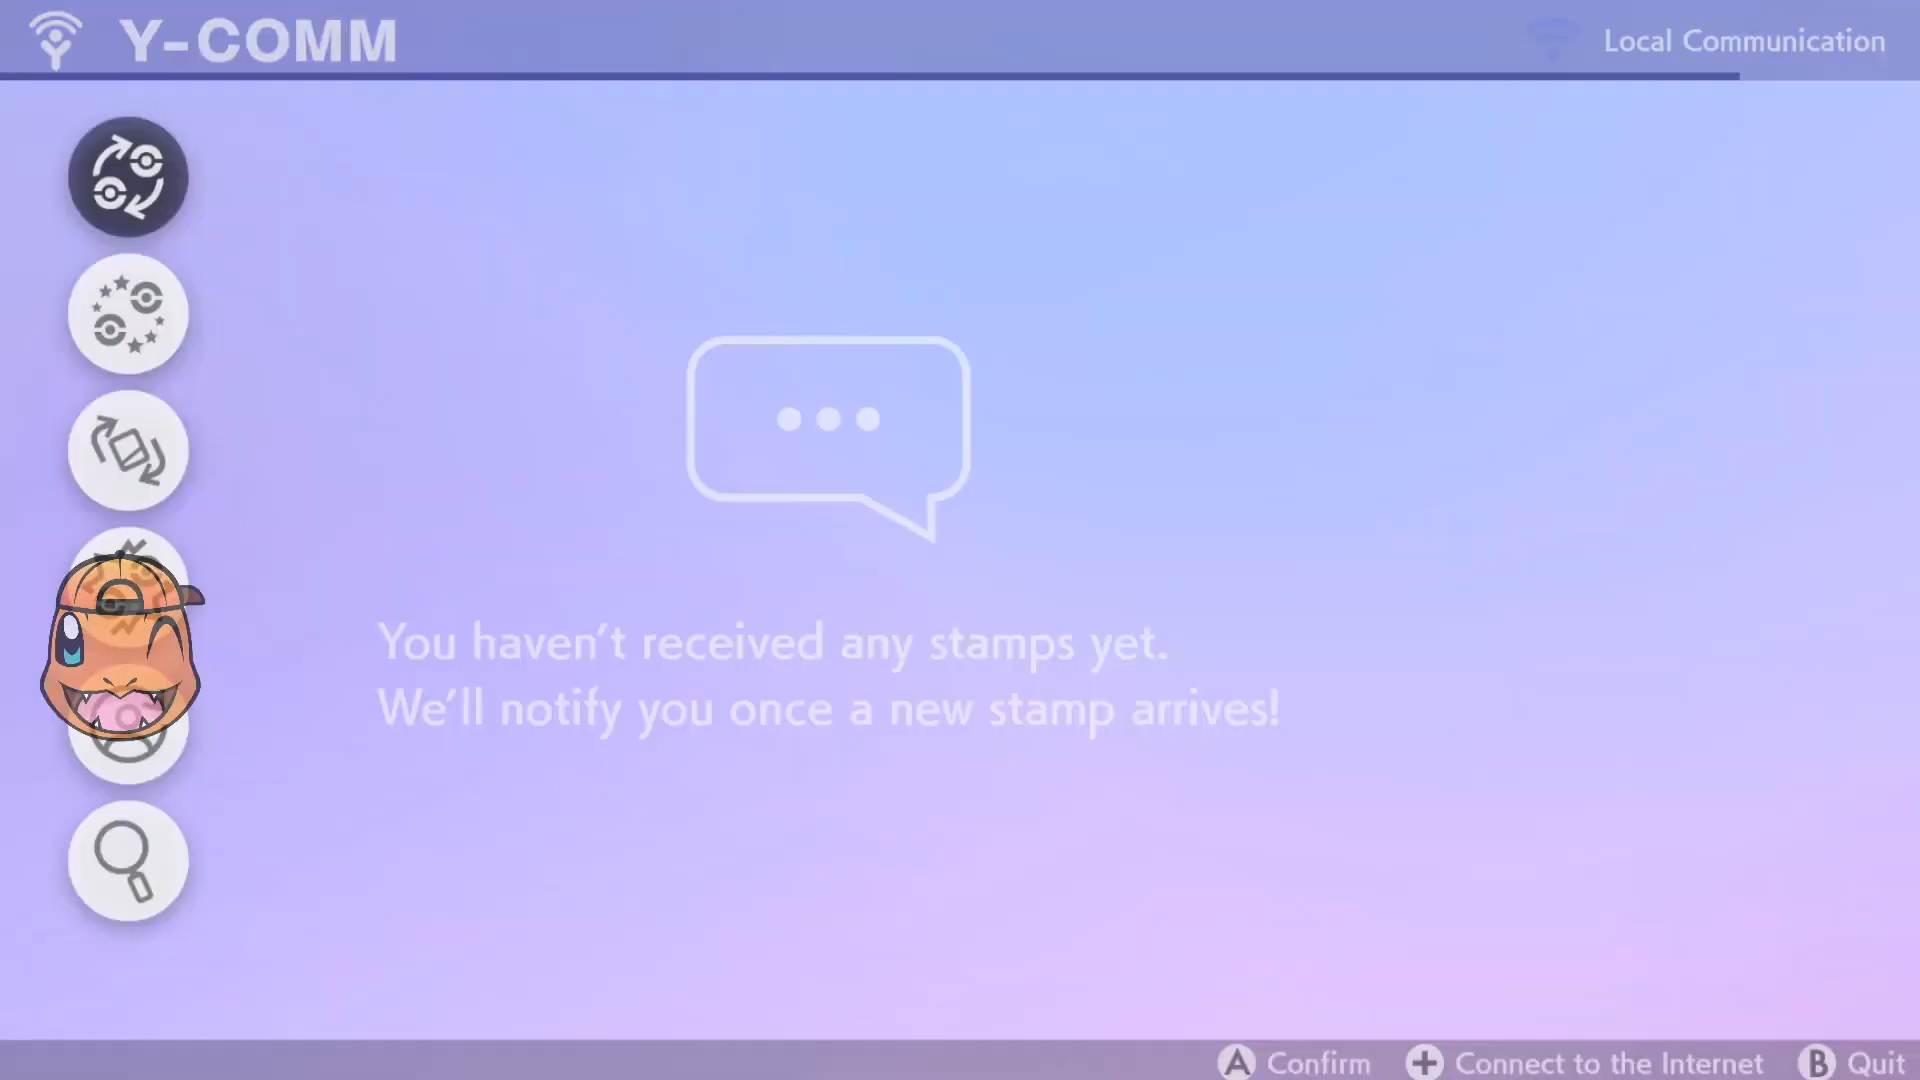 Y-COMM
Local Communication
You haven't received any stamps yet.
We'll notify you once a new stamp arrives!
A Confirm + Connect to the Internet B Quit